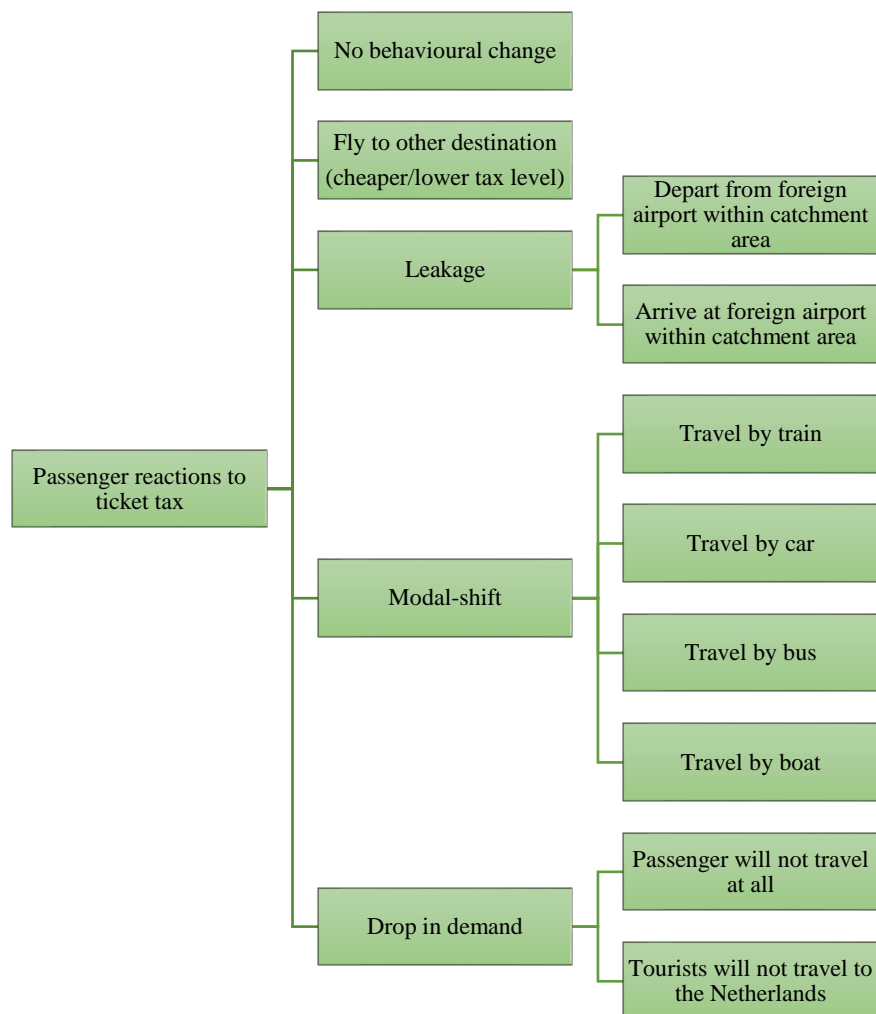 Passenger reactions to
ticket tax
No behavioural change
Fly to other destination
(cheaper/lower tax level)
Leakage
Depart from foreign
airport within catchment
area
Arrive at foreign airport
within catchment area
Modal-shift
Travel by train
Travel by car
Travel by bus
Travel by boat
Drop in demand
Passenger will not travel
at all
Tourists will not travel to
the Netherlands